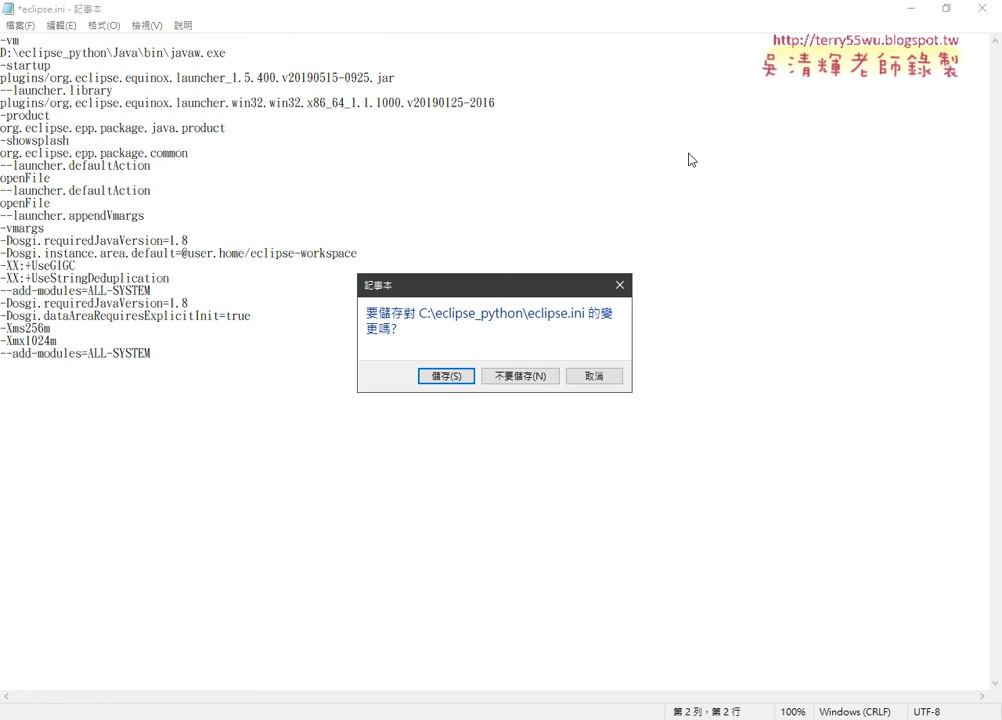 *eclipse.ini - 記事本
檔案(F) 編輯(E) 格式(O) 檢視(V) 說明
http://terry55wu.blogspot.tw
吳清輝老師錄製
-vm
D:\eclipse_python\Java\bin\javaw.exe
-startup
plugins/org.eclipse.equinox.launcher_1.5.400.v20190515-0925.jar
--launcher.library
plugins/org.eclipse.equinox.launcher.win32.win32.x86_64_1.1.1000.v20190125-2016
-product
org.eclipse.epp.package.java.product
-showsplash
org.eclipse.epp.package.common
--launcher.defaultAction
openFile
--launcher.defaultAction
openFile
--launcher.appendVmargs
-vmargs
-Dosgi.requiredJavaVersion=1.8
-Dosgi.instance.area.default=@user.home/eclipse-workspace
-XX:+UseG1GC
-XX:+UseStringDeduplication
--add-modules=ALL-SYSTEM
-Dosgi.requiredJavaVersion=1.8
-Dosgi.dataAreaRequiresExplicitInit=true
-Xms256m
-Xmx1024m
--add-modules=ALL-SYSTEM
記事本
要儲存對 C:\eclipse_python\eclipse.ini 的變
更嗎?
儲存(S) 不要儲存(N) 取消
第 2 列，第 2 行 100% Windows (CRLF) UTF-8